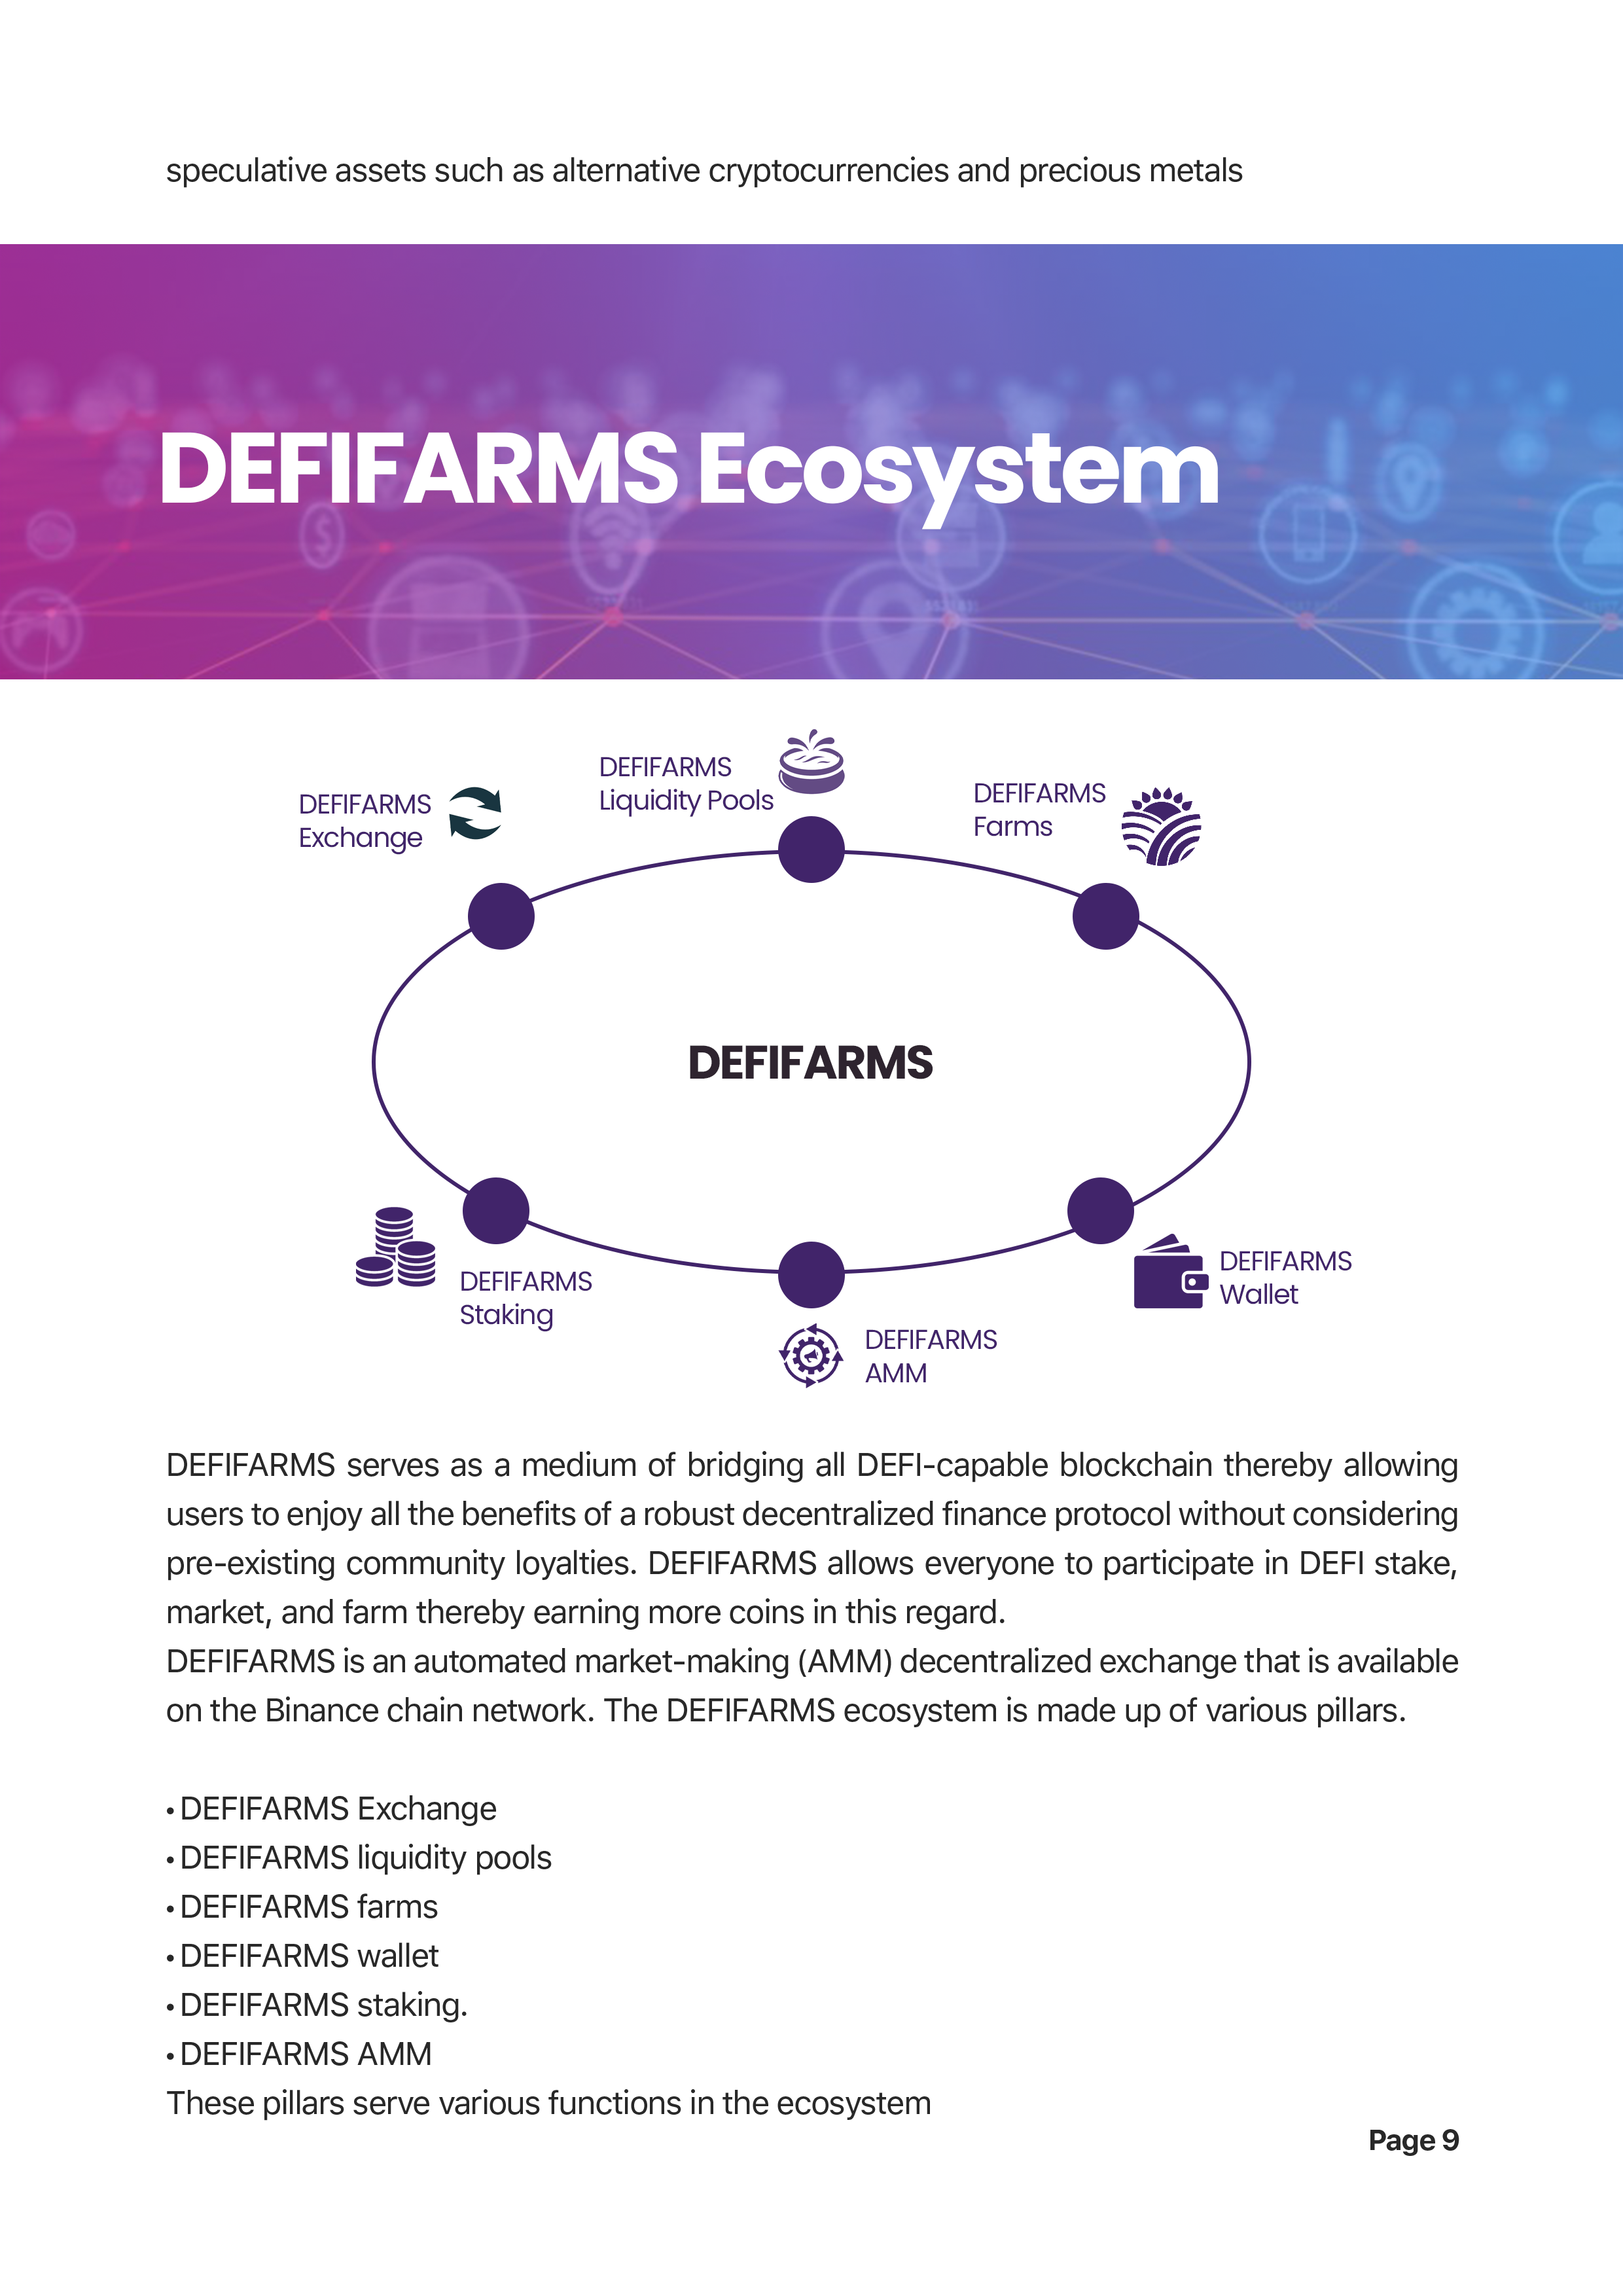 speculative assets such as alternative cryptocurrencies and precious metals
DEFIFARMS Ecosystem
DEFIFARMS
Exchange
DEFIFARMS
Liquidity Pools
DEFIFARMS
Farms
DEFIFARMS
DEFIFARMS
Staking
DEFIFARMS
AMM
DEFIFARMS
Wallet
DEFIFARMS serves as a medium of bridging all DEFI-capable blockchain thereby allowing
users to enjoy all the benefits of a robust decentralized finance protocol without considering
pre-existing community loyalties. DEFIFARMS allows everyone to participate in DEFI stake,
market, and farm thereby earning more coins in this regard.
DEFIFARMS is an automated market-making (AMM) decentralized exchange that is available
on the Binance chain network. The DEFIFARMS ecosystem is made up of various pillars.
• DEFIFARMS Exchange
• DEFIFARMS liquidity pools
• DEFIFARMS farms
• DEFIFARMS wallet
• DEFIFARMS staking.
• DEFIFARMS AMM
These pillars serve various functions in the ecosystem
Page 9